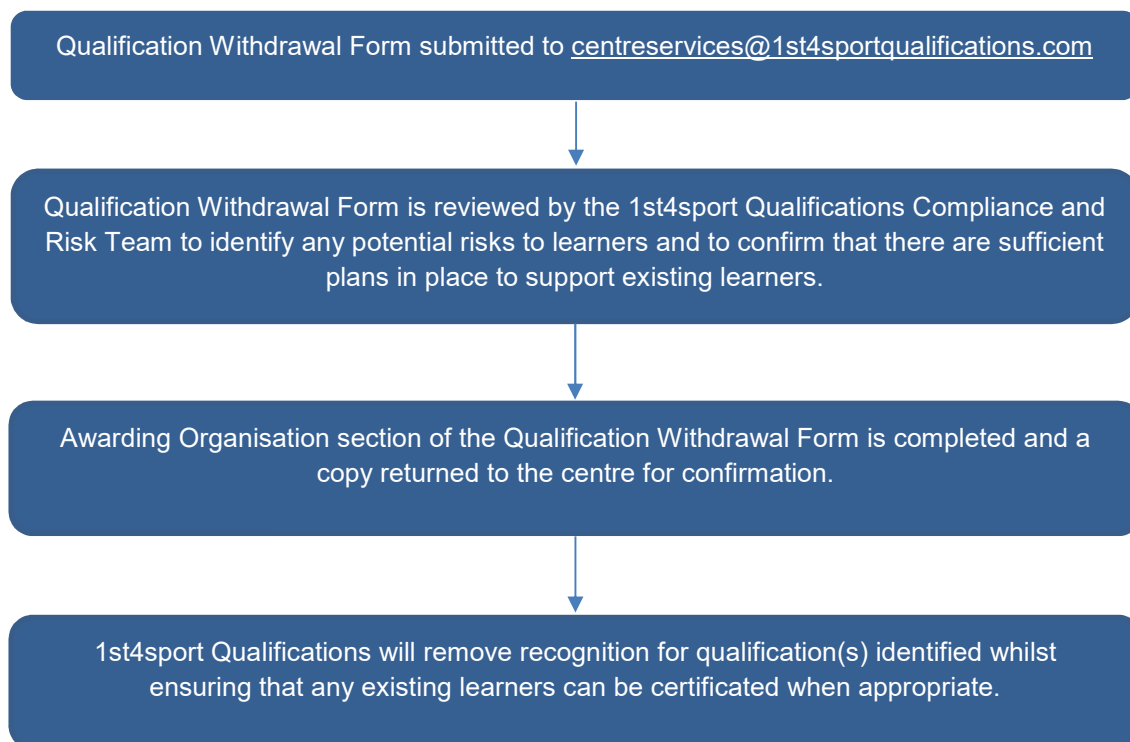 Qualification Withdrawal Form submitted to centreservices@1st4sportqualifications.com
Qualification Withdrawal Form is reviewed by the 1st4sport Qualifications Compliance and
Risk Team to identify any potential risks to learners and to confirm that there are sufficient
plans in place to support existing learners.
Awarding Organisation section of the Qualification Withdrawal Form is completed and a
copy returned to the centre for confirmation.
1st4sport Qualifications will remove recognition for qualification(s) identified whilst
ensuring that any existing learners can be certificated when appropriate.